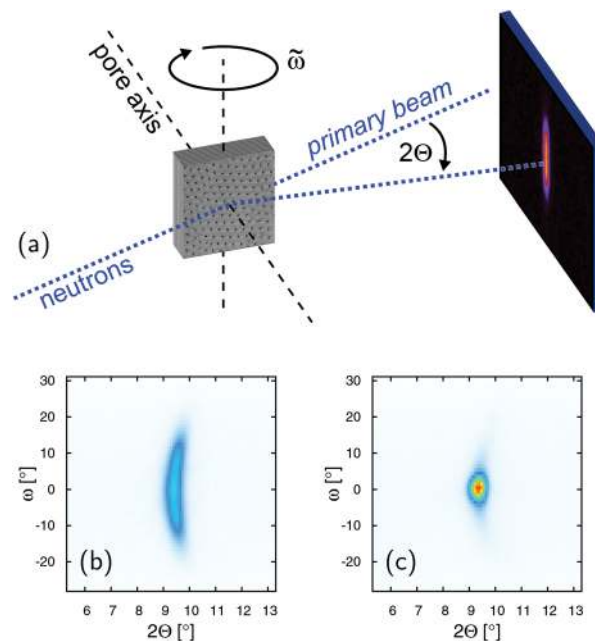 pore axis
ω̃
primary beam
2Θ
(a)
neutrons
30
20
10
0
-10
-20
ω [°]
(b)
6 7 8 9 10 11 12 13
2Θ [°]
30
20
10
0
-10
-20
ω [°]
(c)
6 7 8 9 10 11 12 13
2Θ [°]